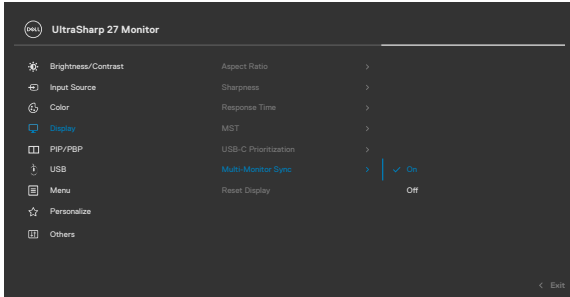 DELL UltraSharp 27 Monitor
Brightness/Contrast Aspect Ratio >
Input Source Sharpness >
Color Response Time >
Display MST >
PIP/PBP USB-C Prioritization >
USB Multi-Monitor Sync > ✓ On
Menu Reset Display Off
Personalize
Others
< Exit